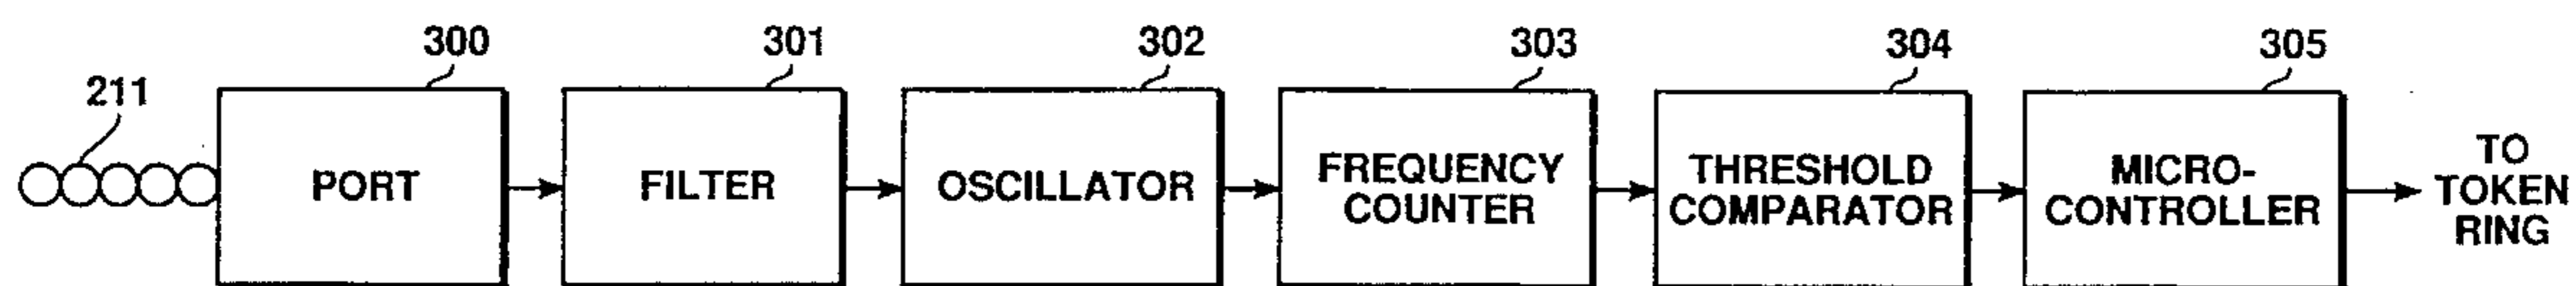 300
301
302
303
304
305
211
PORT
FILTER
OSCILLATOR
FREQUENCY
COUNTER
THRESHOLD
COMPARATOR
MICRO-
CONTROLLER
TO
TOKEN
RING